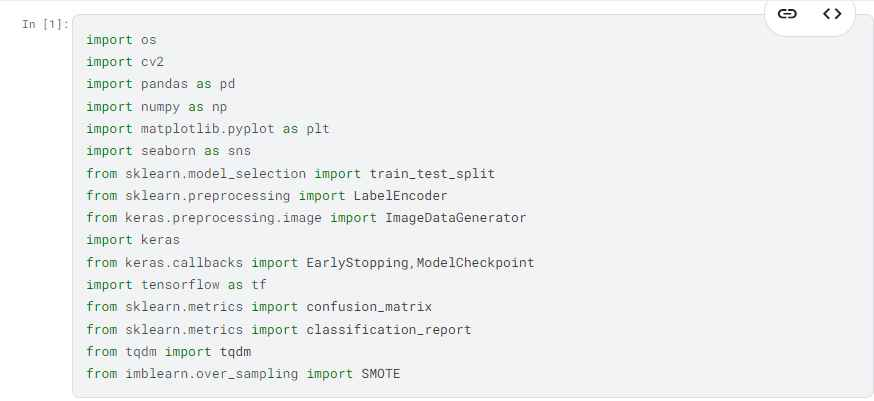 In [1]:
import os
import cv2
import pandas as pd
import numpy as np
import matplotlib.pyplot as plt
import seaborn as sns
from sklearn.model_selection import train_test_split
from sklearn.preprocessing import LabelEncoder
from keras.preprocessing.image import ImageDataGenerator
import keras
from keras.callbacks import EarlyStopping,ModelCheckpoint
import tensorflow as tf
from sklearn.metrics import confusion_matrix
from sklearn.metrics import classification_report
from tqdm import tqdm
from imblearn.over_sampling import SMOTE